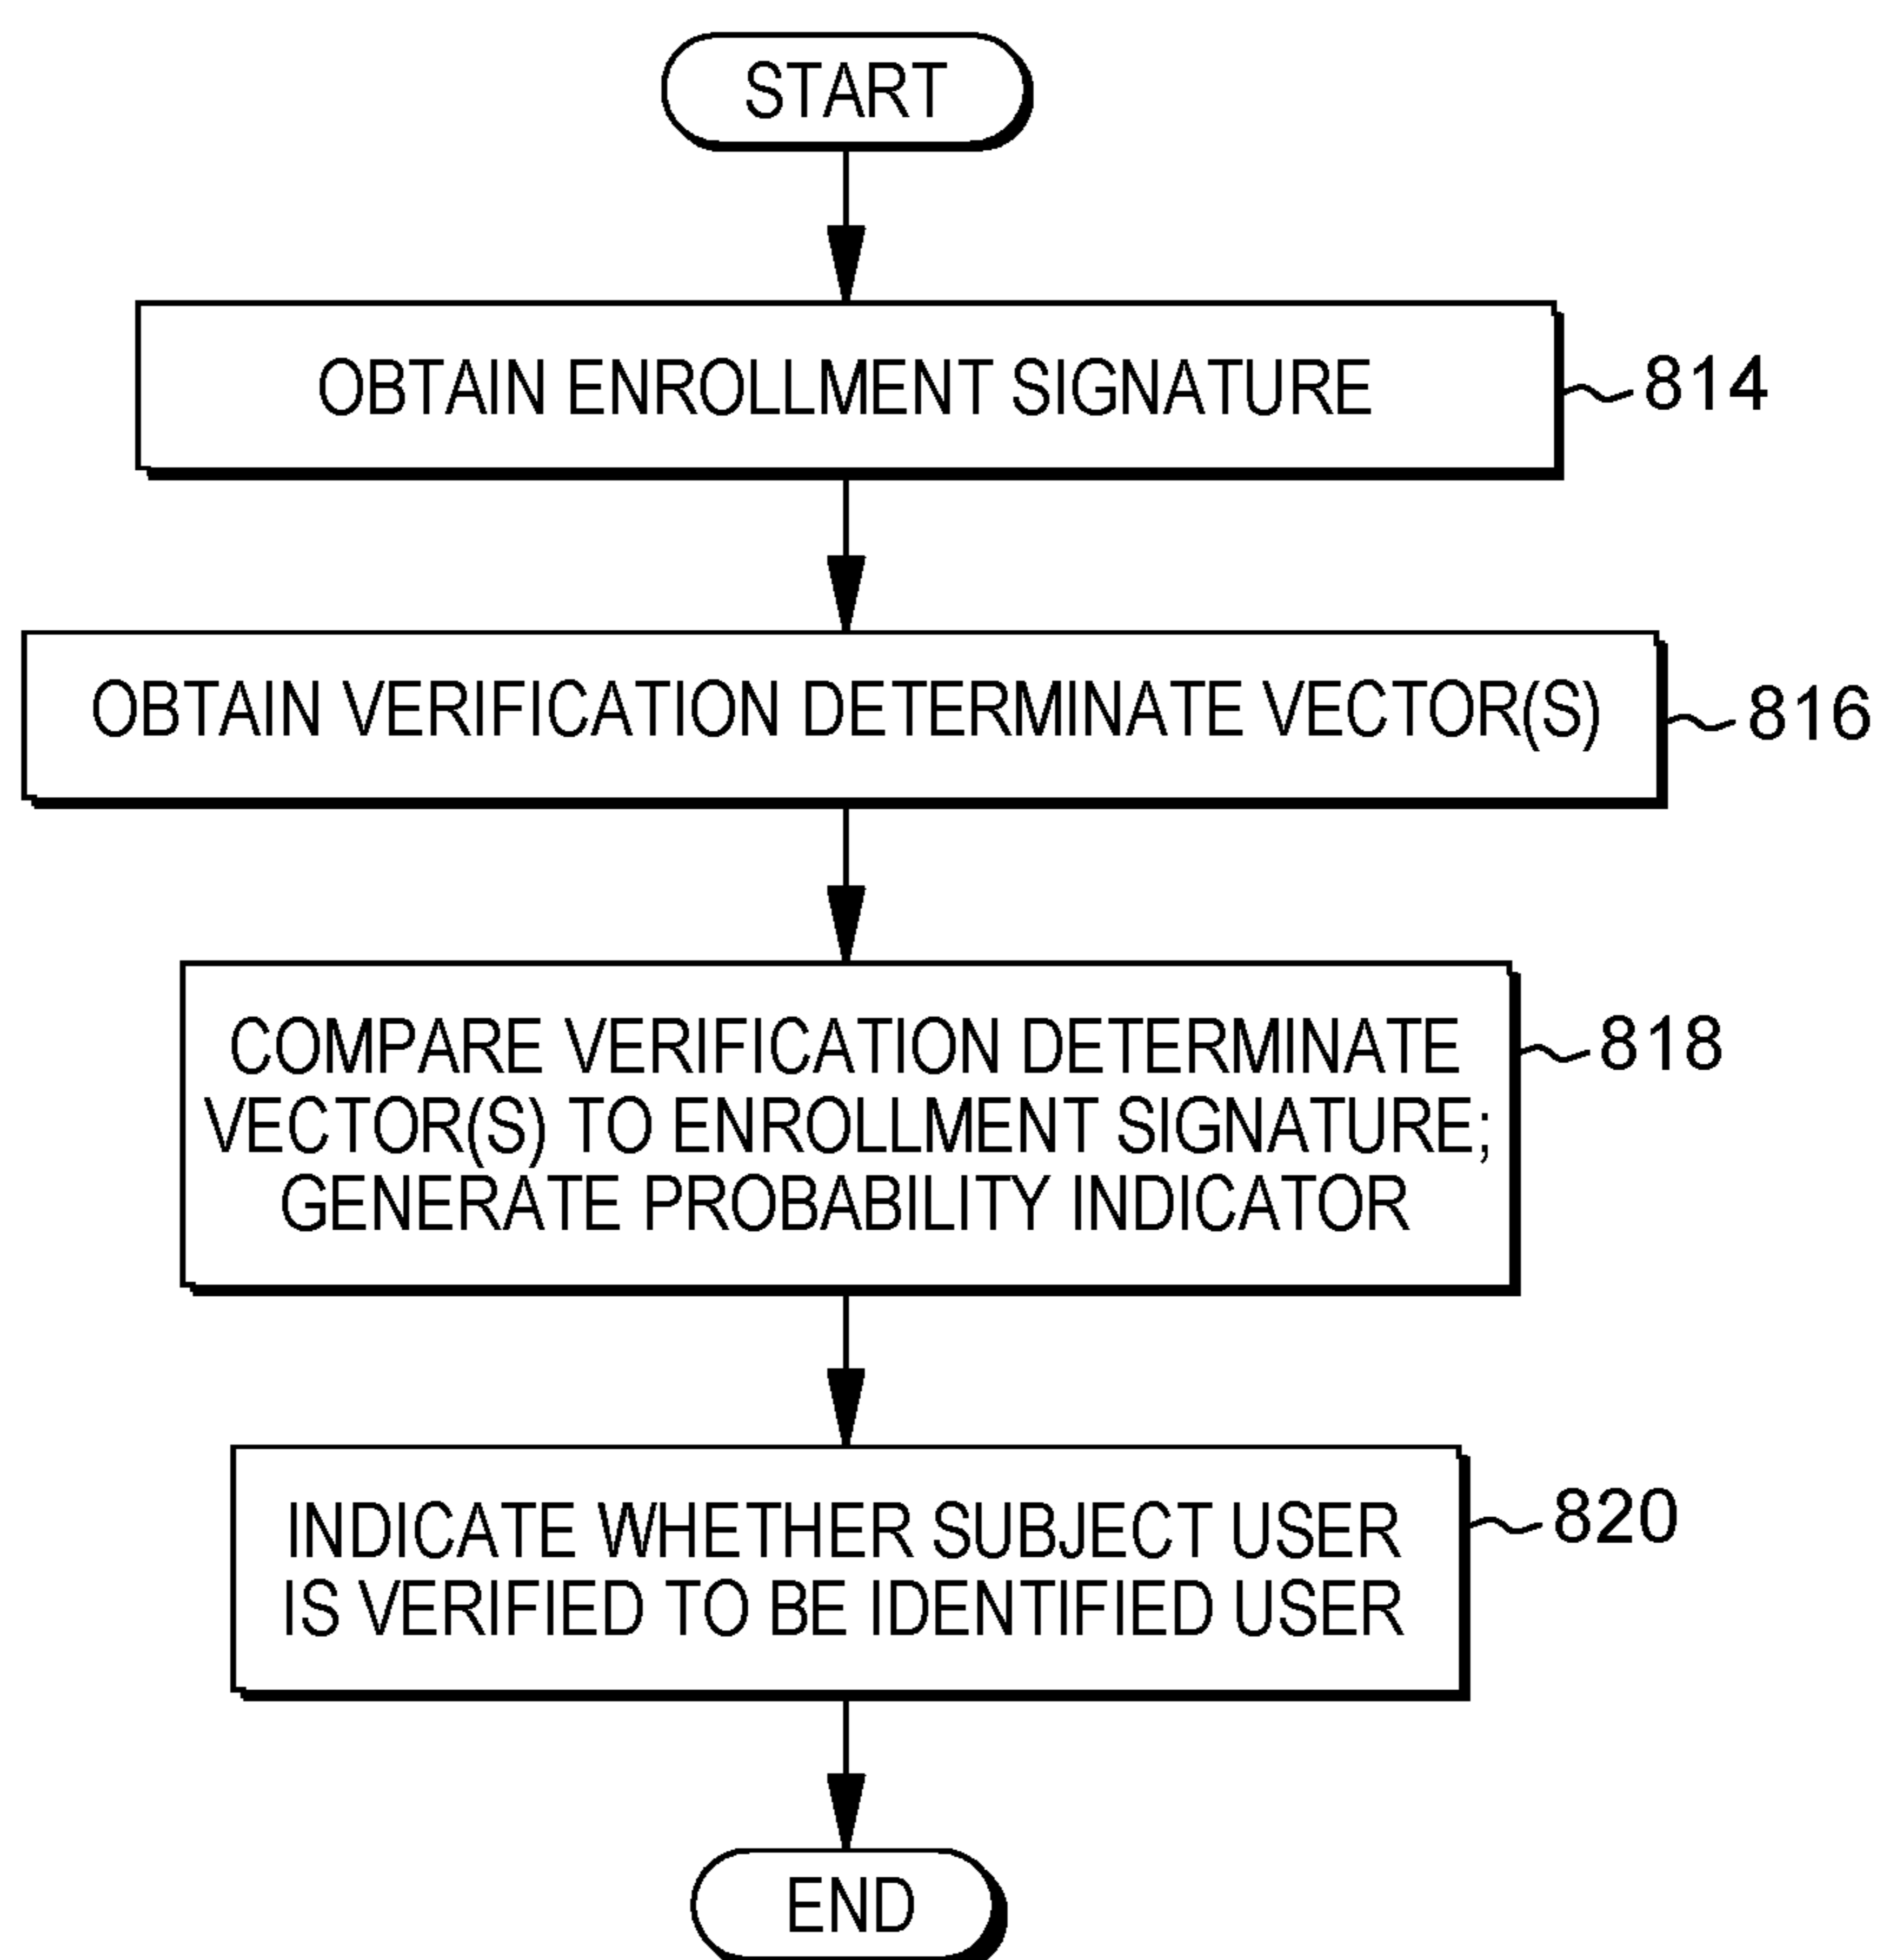 START
OBTAIN ENROLLMENT SIGNATURE
814
OBTAIN VERIFICATION DETERMINATE VECTOR(S)
816
COMPARE VERIFICATION DETERMINATE
VECTOR(S) TO ENROLLMENT SIGNATURE;
GENERATE PROBABILITY INDICATOR
818
INDICATE WHETHER SUBJECT USER
IS VERIFIED TO BE IDENTIFIED USER
820
END